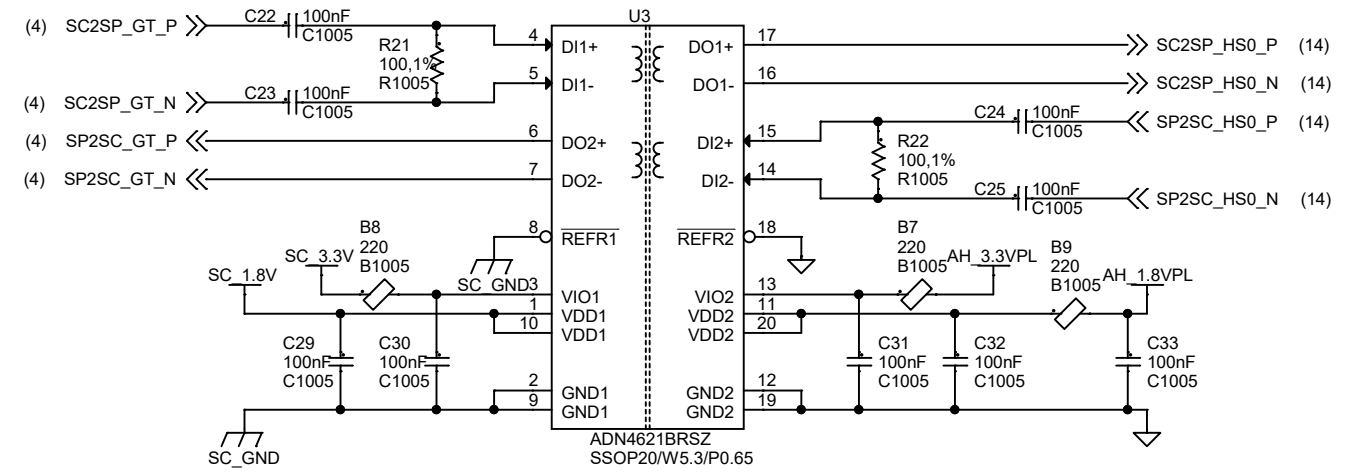 C22 100nF U3
(4) SC2SP_GT_P C1005
R21 4 DI1+ DO1+ 17 SC2SP_HS0_P (14)
100,1%
R1005 5 DI1- DO1- 16 SC2SP_HS0_N (14)
C23 100nF
(4) SC2SP_GT_N C1005
C24 100nF SP2SC_HS0_P (14)
C1005
(4) SP2SC_GT_P 6 DO2+ DI2+ 15
R22
100,1%
R1005
(4) SP2SC_GT_N 7 DO2- DI2- 14
C25 100nF SP2SC_HS0_N (14)
C1005
8 REFR1 REFR2 18
SC_GND
B8
220
B1005
SC_3.3V
SC_1.8V
B7
220
B1005
AH_3.3VPL
B9
220
B1005
AH_1.8VPL
3 VIO1 VIO2 13
1 VDD1 VDD2 11
10 VDD1 VDD2 20
C29
100nF
C1005
C30
100nF
C1005
C31
100nF
C1005
C32
100nF
C1005
C33
100nF
C1005
2 GND1 GND2 12
9 GND1 GND2 19
SC_GND
ADN4621BRSZ
SSOP20/W5.3/P0.65